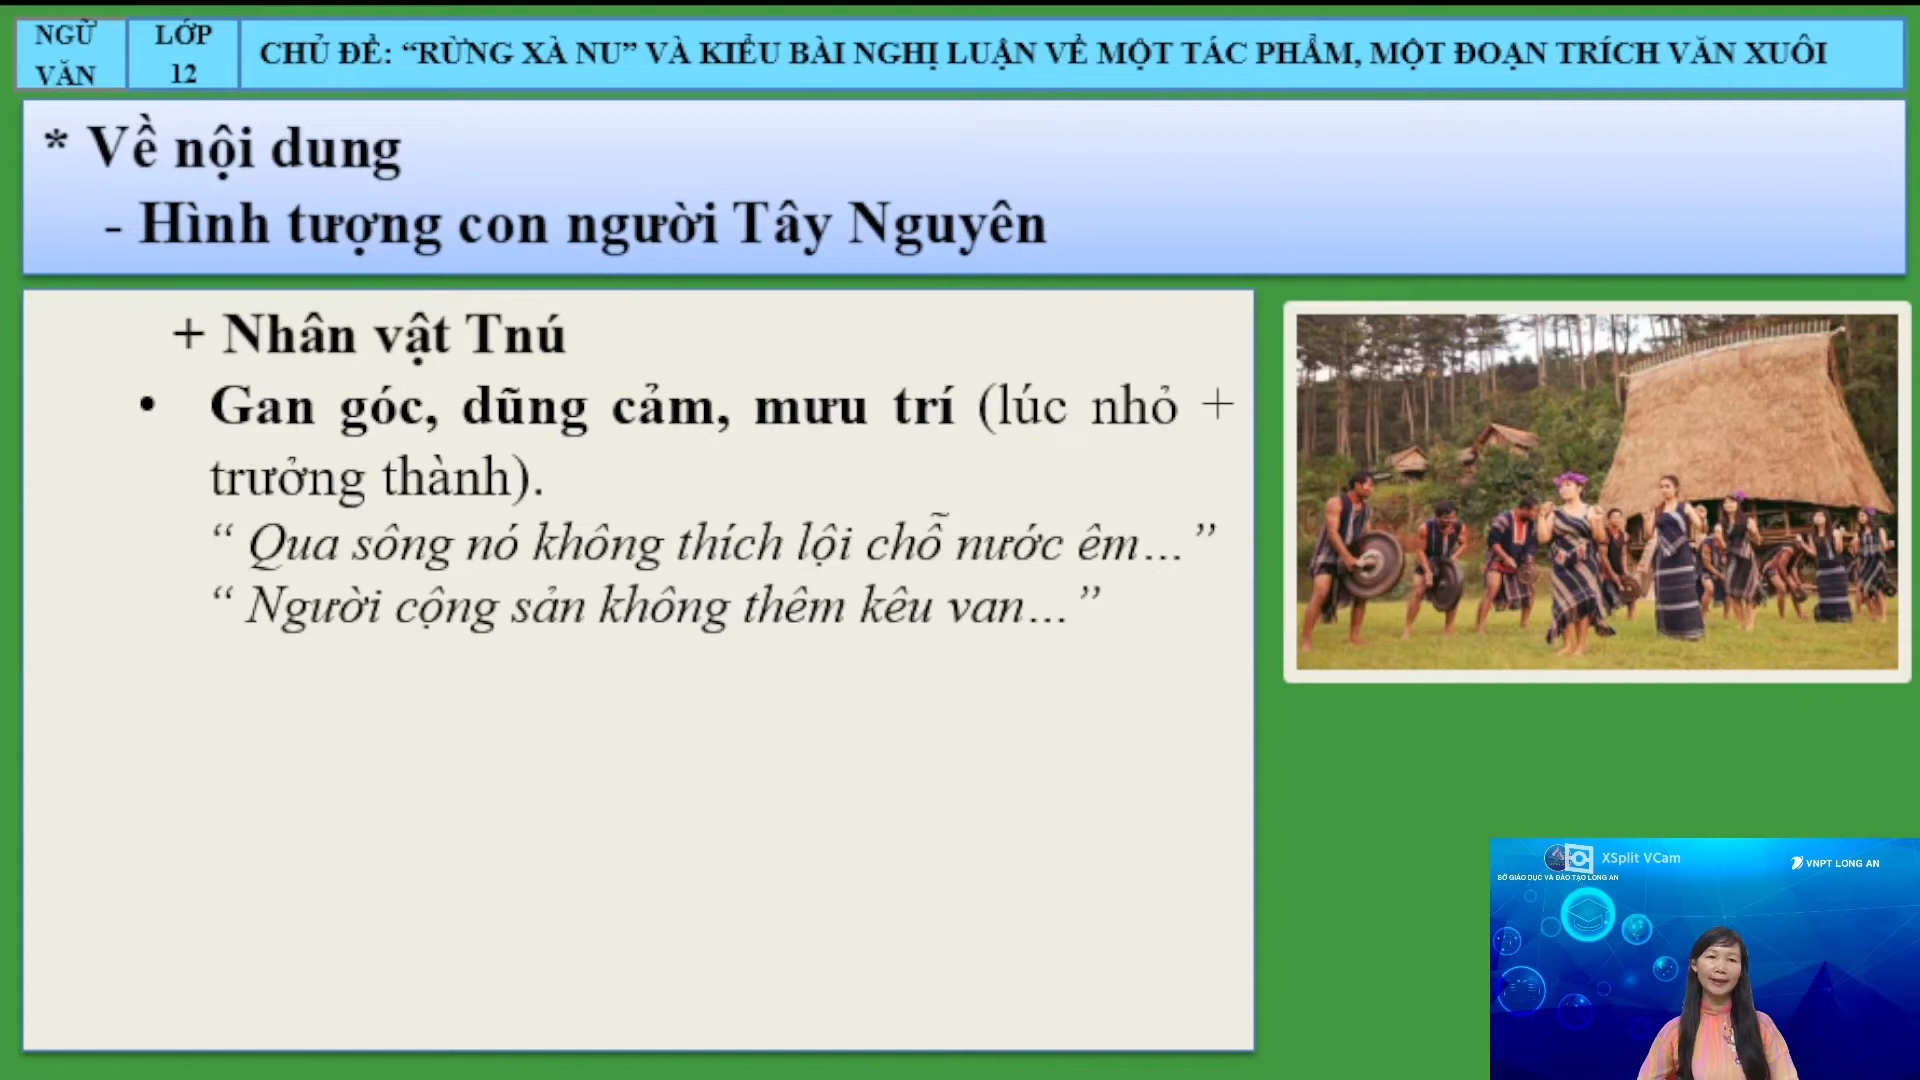 NGỮ VĂN
LỚP 12
CHỦ ĐỀ: “RỪNG XÀ NU” VÀ KIỂU BÀI NGHỊ LUẬN VỀ MỘT TÁC PHẨM, MỘT ĐOẠN TRÍCH VĂN XUÔI
* Về nội dung
- Hình tượng con người Tây Nguyên
+ Nhân vật Tnú
• Gan góc, dũng cảm, mưu trí (lúc nhỏ +
trưởng thành).
“ Qua sông nó không thích lội chỗ nước êm…”
“ Người cộng sản không thêm kêu van…”
XSplit VCam
VNPT LONG AN
SỞ GIÁO DỤC VÀ ĐÀO TẠO LONG AN